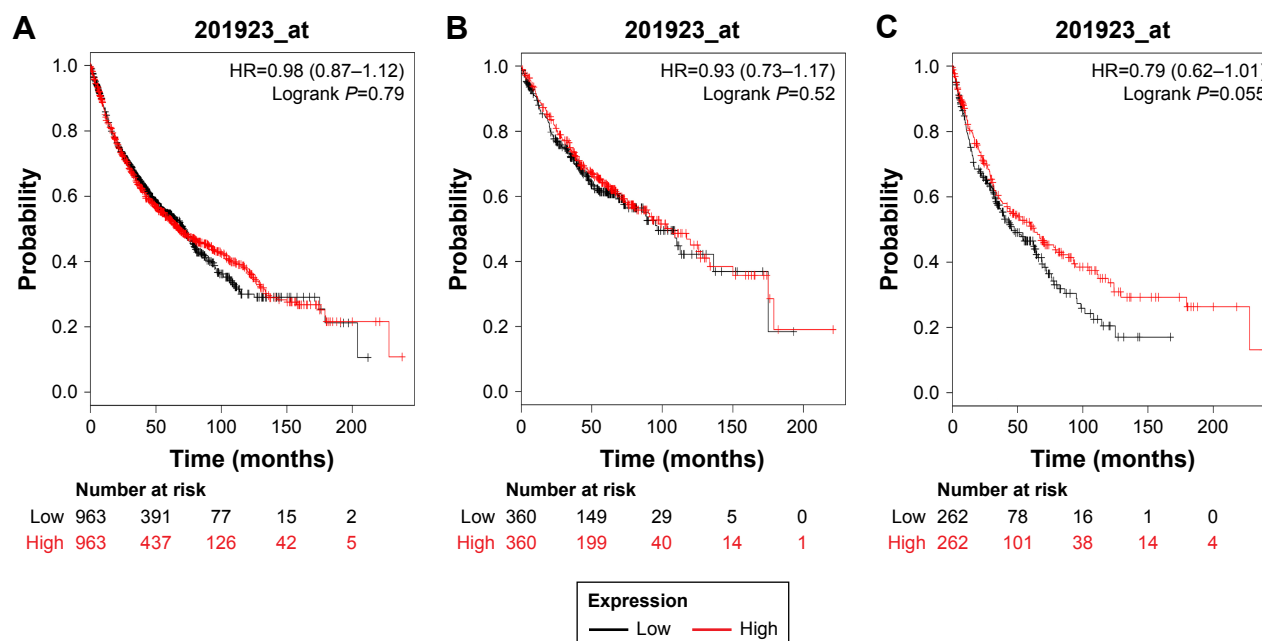 A
201923_at
HR=0.98 (0.87–1.12)
Logrank P=0.79
Probability
1.0
0.8
0.6
0.4
0.2
0.0
0 50 100 150 200
Time (months)
Number at risk
Low 963 391 77 15 2
High 963 437 126 42 5
B
201923_at
HR=0.93 (0.73–1.17)
Logrank P=0.52
Probability
1.0
0.8
0.6
0.4
0.2
0.0
0 50 100 150 200
Time (months)
Number at risk
Low 360 149 29 5 0
High 360 199 40 14 1
C
201923_at
HR=0.79 (0.62–1.01)
Logrank P=0.055
Probability
1.0
0.8
0.6
0.4
0.2
0.0
0 50 100 150 200
Time (months)
Number at risk
Low 262 78 16 1 0
High 262 101 38 14 4
Expression
Low High